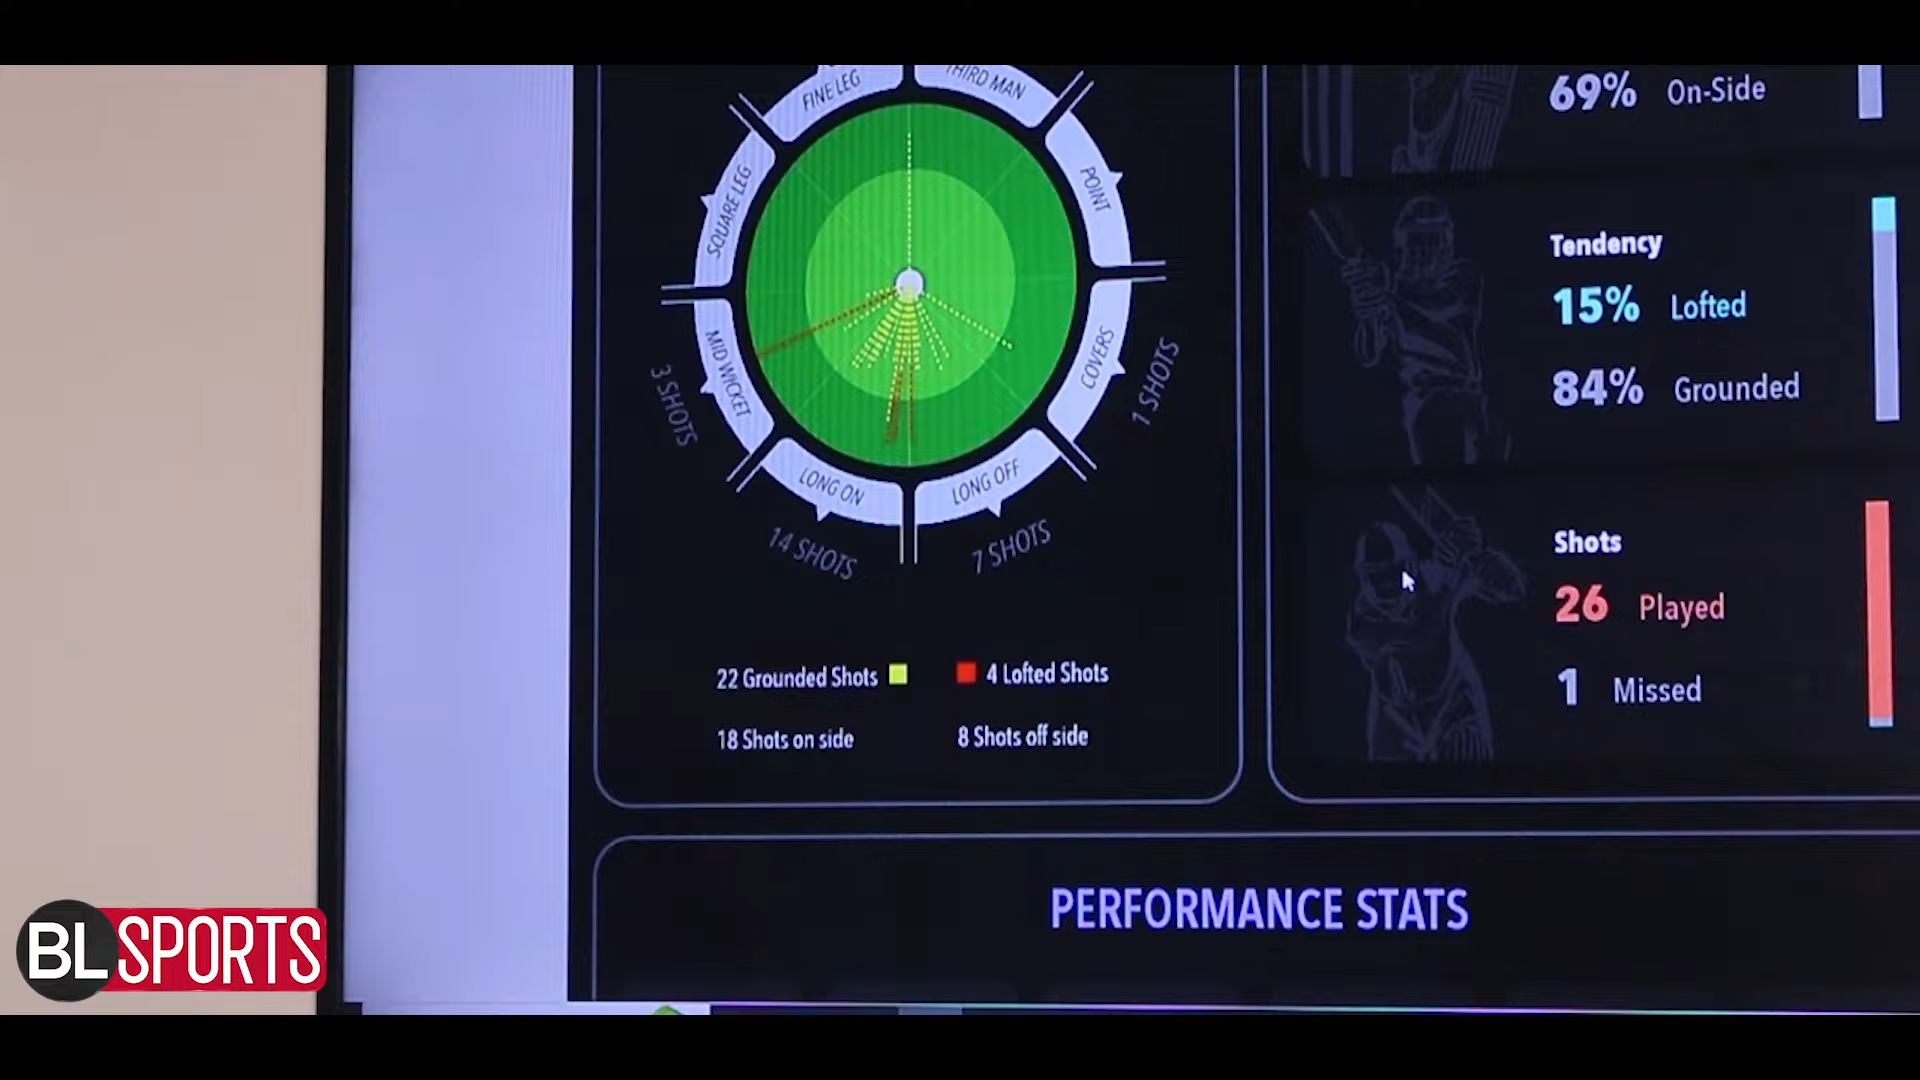 FINE LEG
THIRD MAN
SQUARE LEG
POINT
MID WICKET
COVERS
3 SHOTS
1 SHOTS
LONG ON
LONG OFF
14 SHOTS
7 SHOTS
22 Grounded Shots
4 Lofted Shots
18 Shots on side
8 Shots off side
69% On-Side
Tendency
15% Lofted
84% Grounded
Shots
26 Played
1 Missed
PERFORMANCE STATS
BL SPORTS